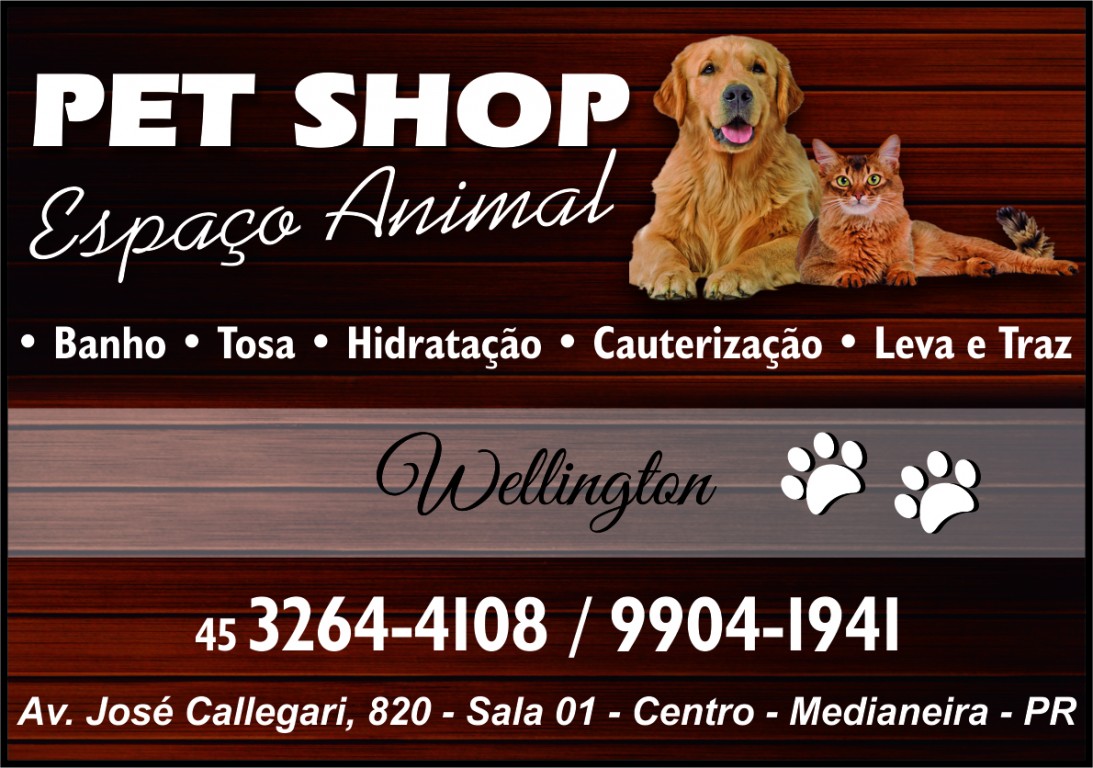 PET SHOP
Espaço Animal
• Banho • Tosa • Hidratação • Cauterização • Leva e Traz
Wellington
45 3264-4108 / 9904-1941
Av. José Callegari, 820 - Sala 01 - Centro - Medianeira - PR